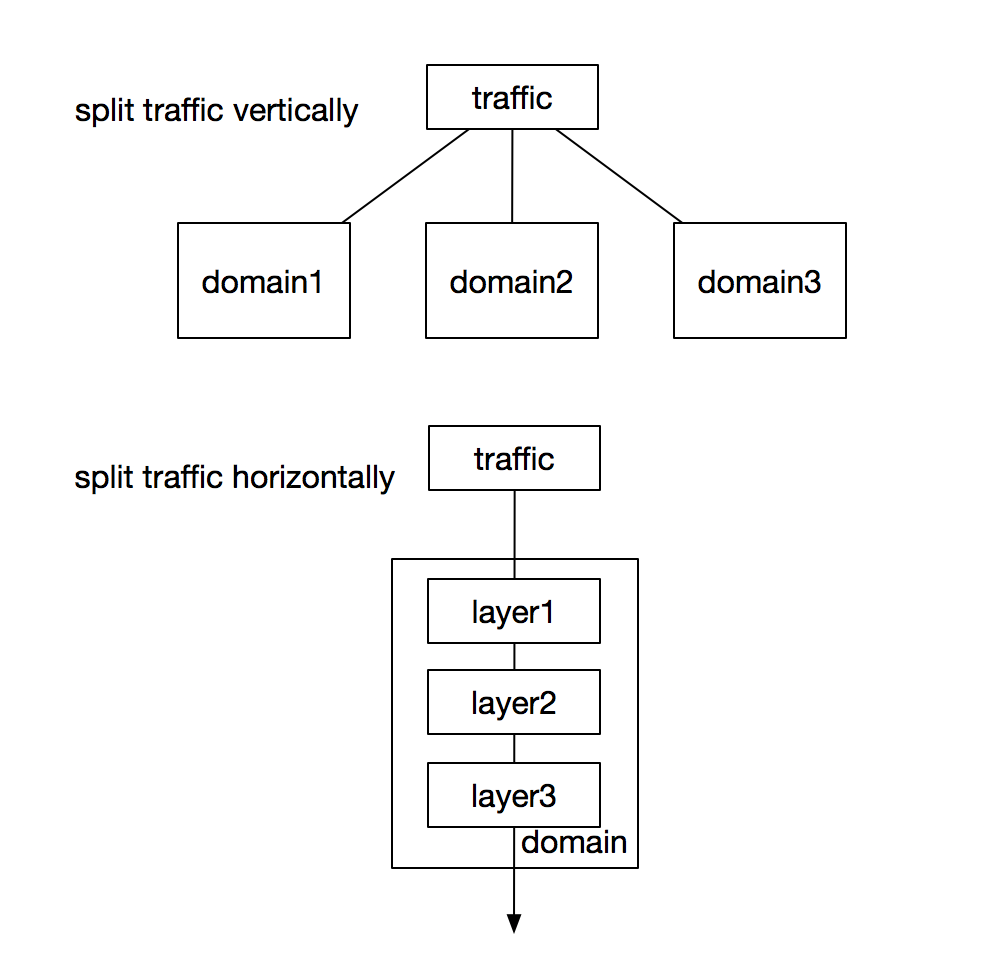 traffic
split traffic vertically
domain1
domain2
domain3
traffic
split traffic horizontally
layer1
layer2
layer3
domain